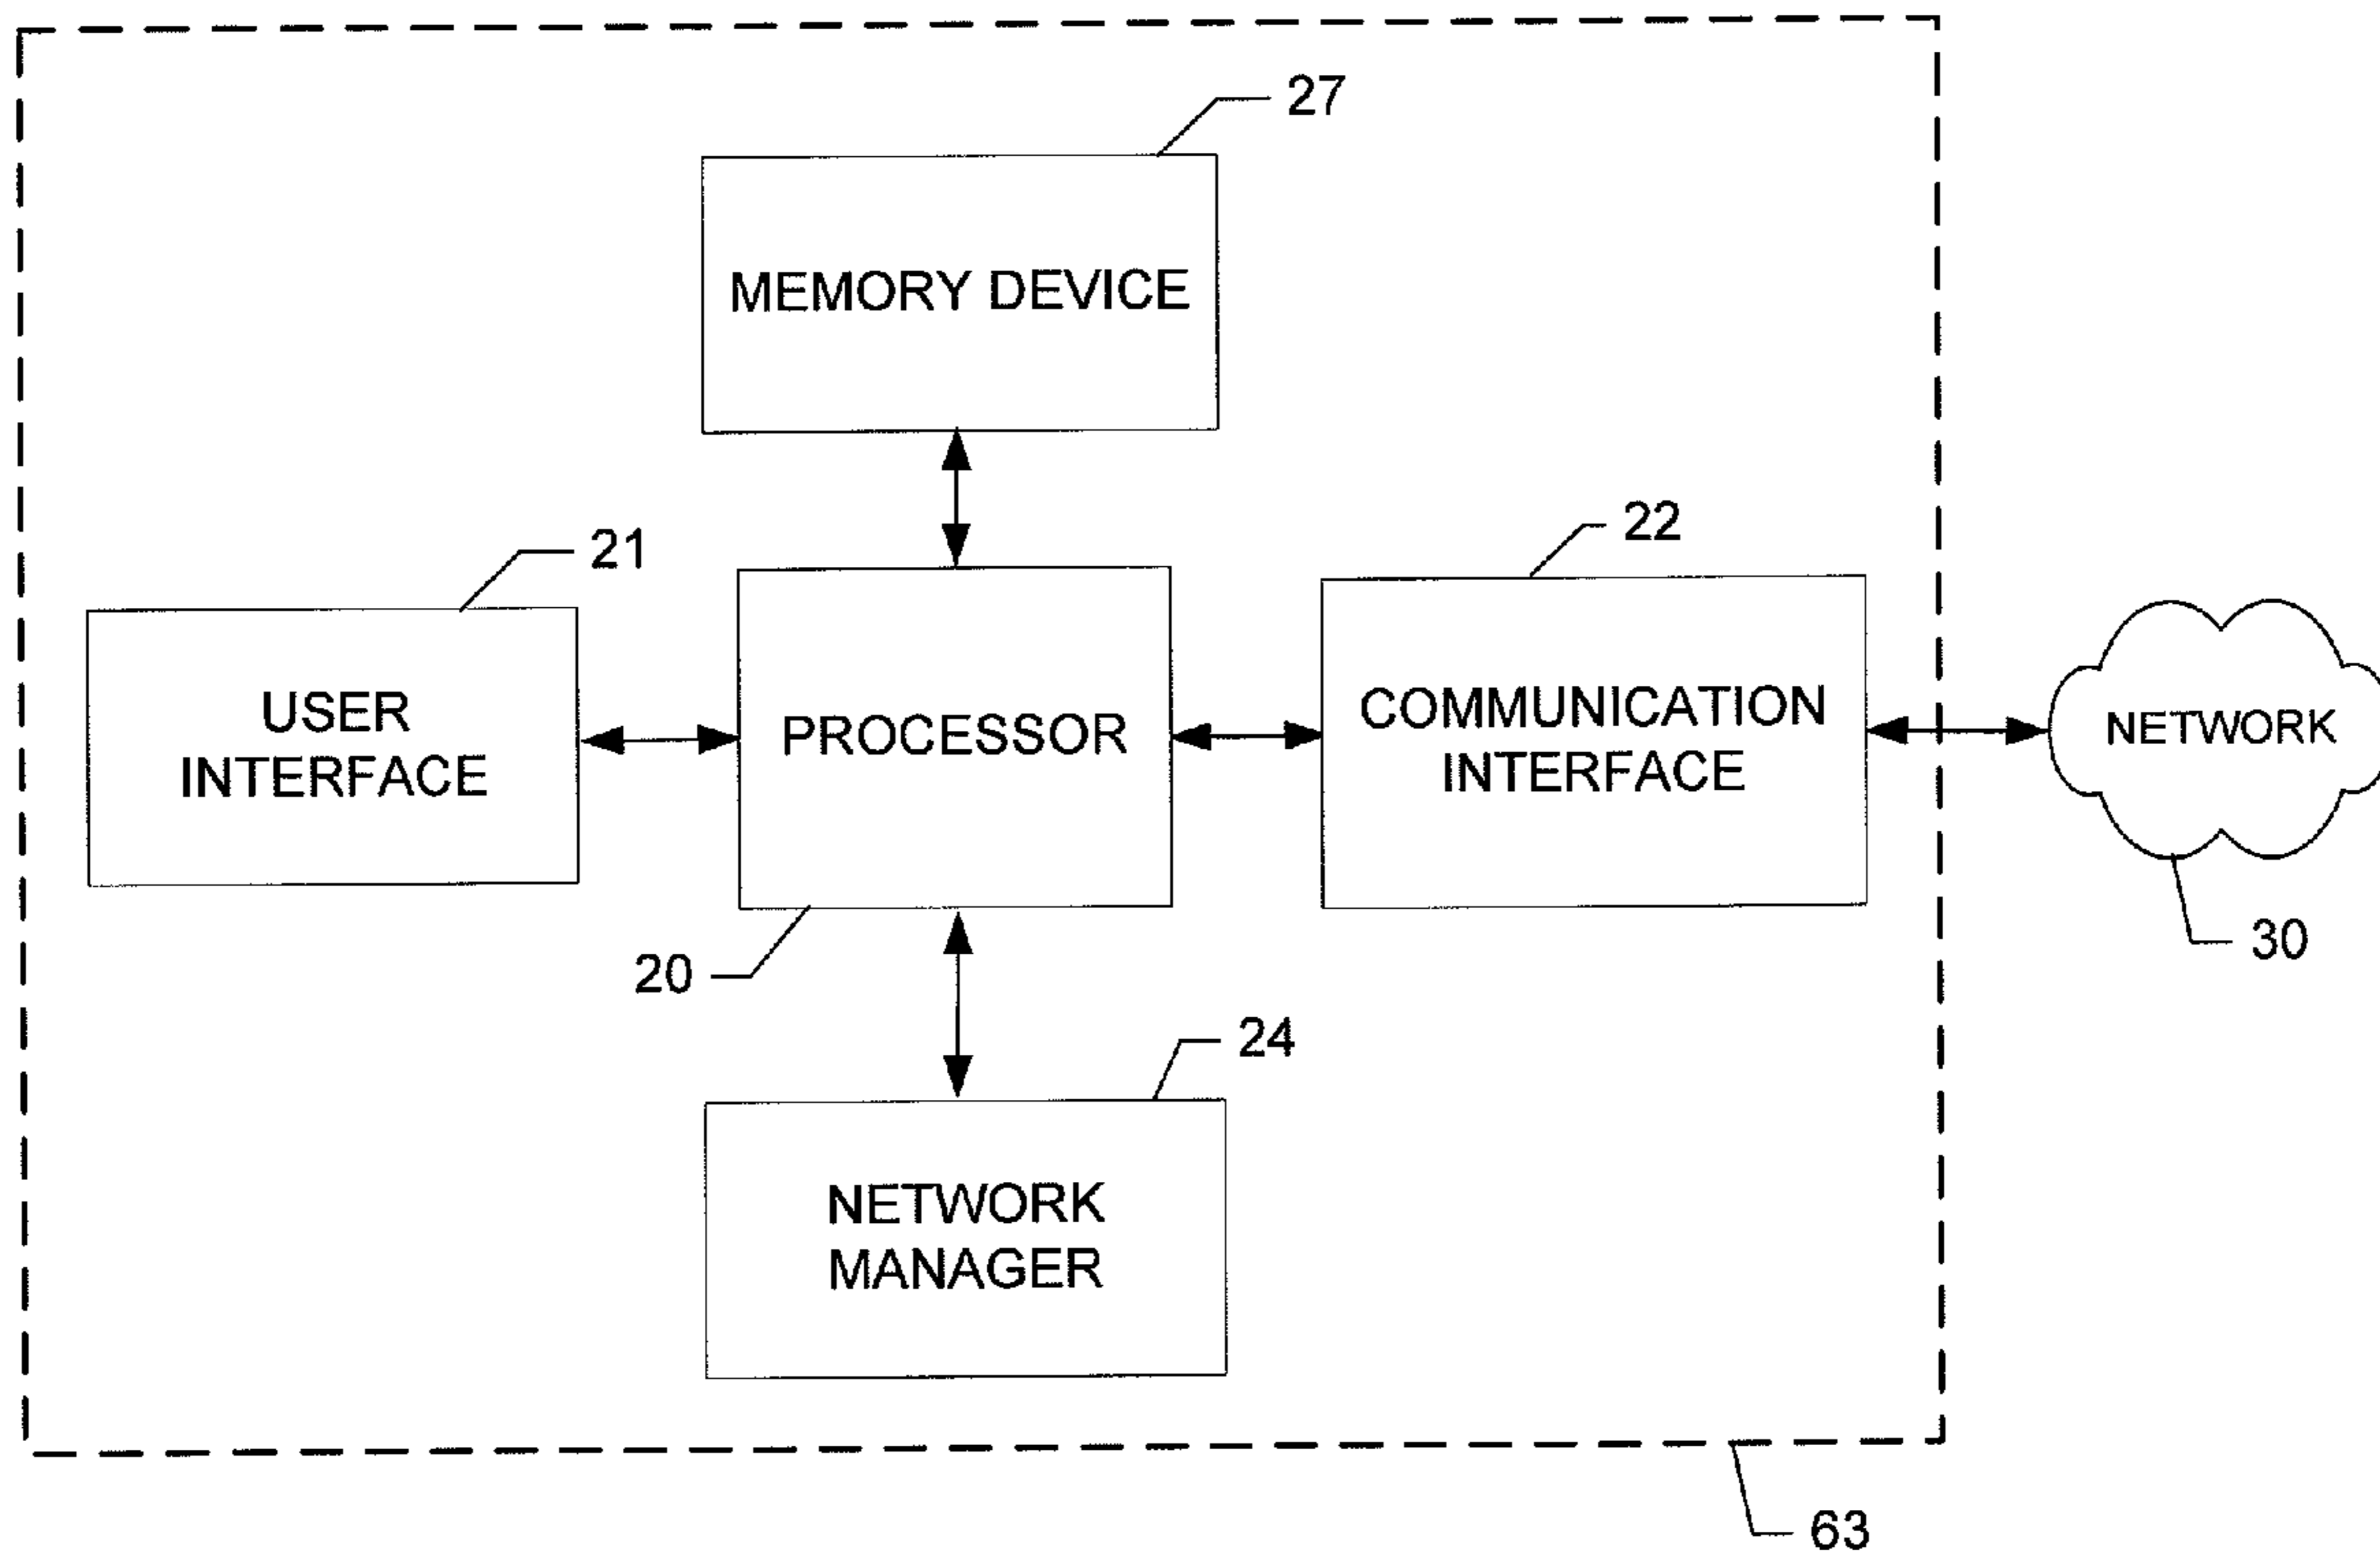 27
MEMORY DEVICE
21
22
USER
INTERFACE
PROCESSOR
COMMUNICATION
INTERFACE
NETWORK
20
30
24
NETWORK
MANAGER
63